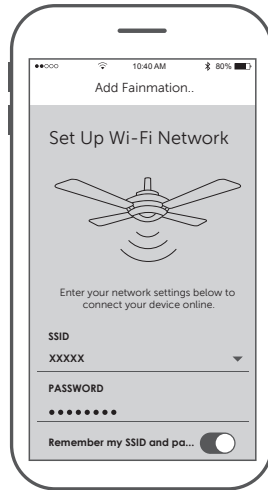 10:40 AM 80%
Add Fainmation..
Set Up Wi-Fi Network
Enter your network settings below to
connect your device online.
SSID
XXXXX
PASSWORD
●●●●●●●●
Remember my SSID and pa...